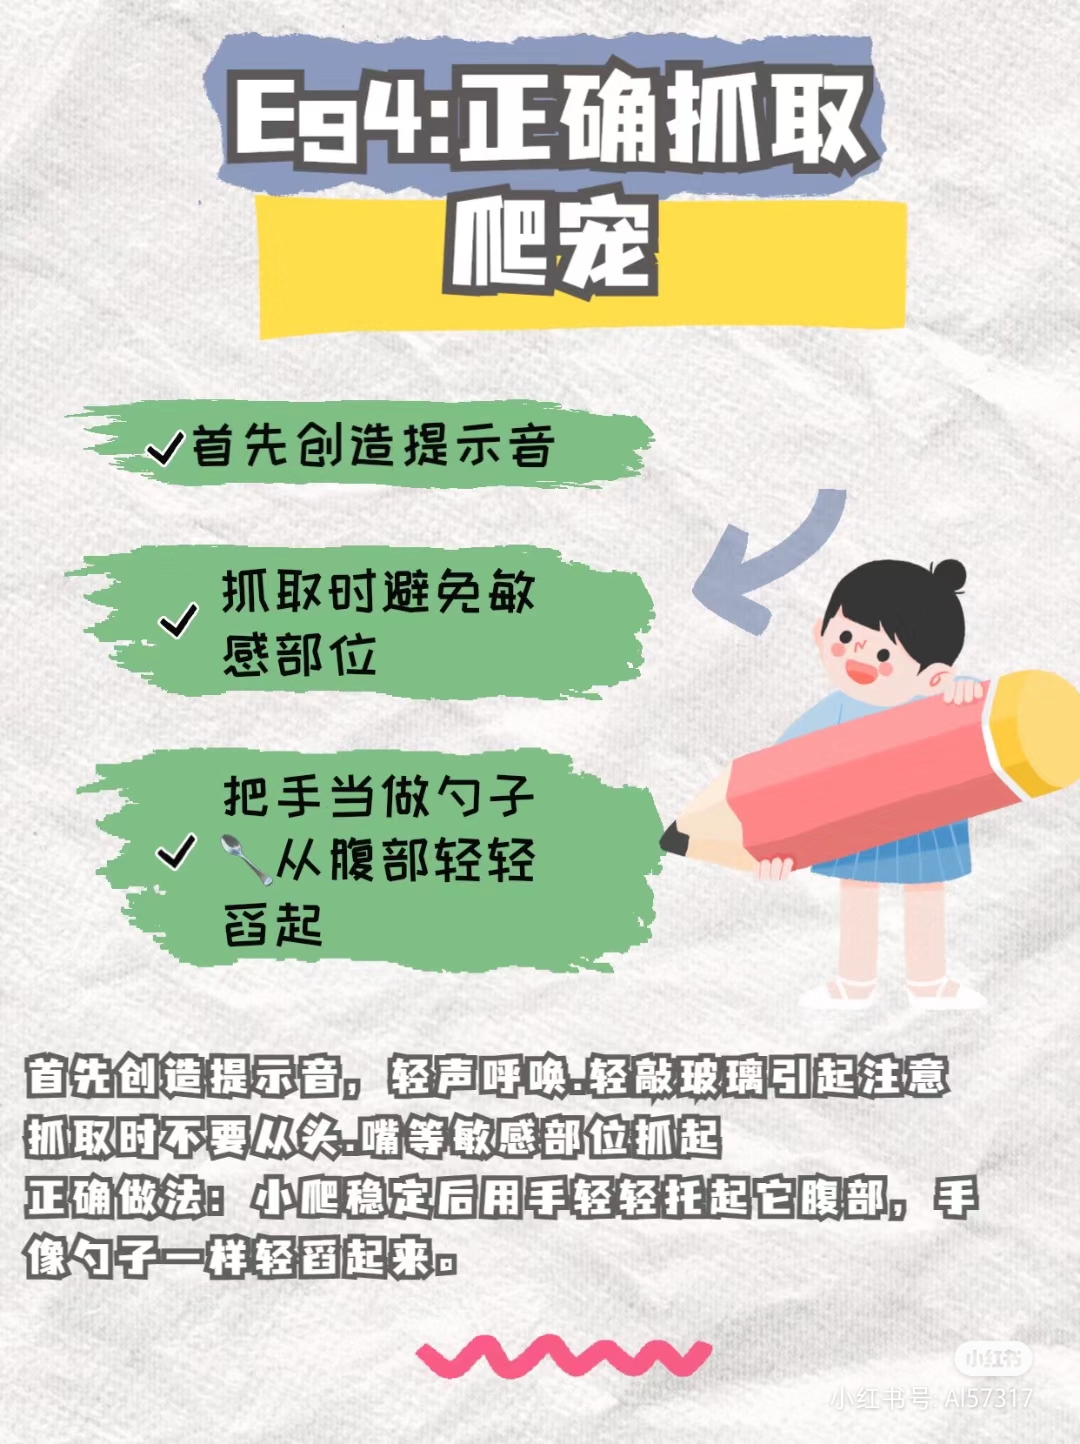 Eg4:正确抓取
爬宠
首先创造提示音
抓取时避免敏
感部位
把手当做勺子
🥄从腹部轻轻
舀起
首先创造提示音，轻声呼唤.轻敲玻璃引起注意
抓取时不要从头.嘴等敏感部位抓起
正确做法：小爬稳定后用手轻轻托起它腹部，手
像勺子一样轻舀起来。
小红书
小红书号: AI57317